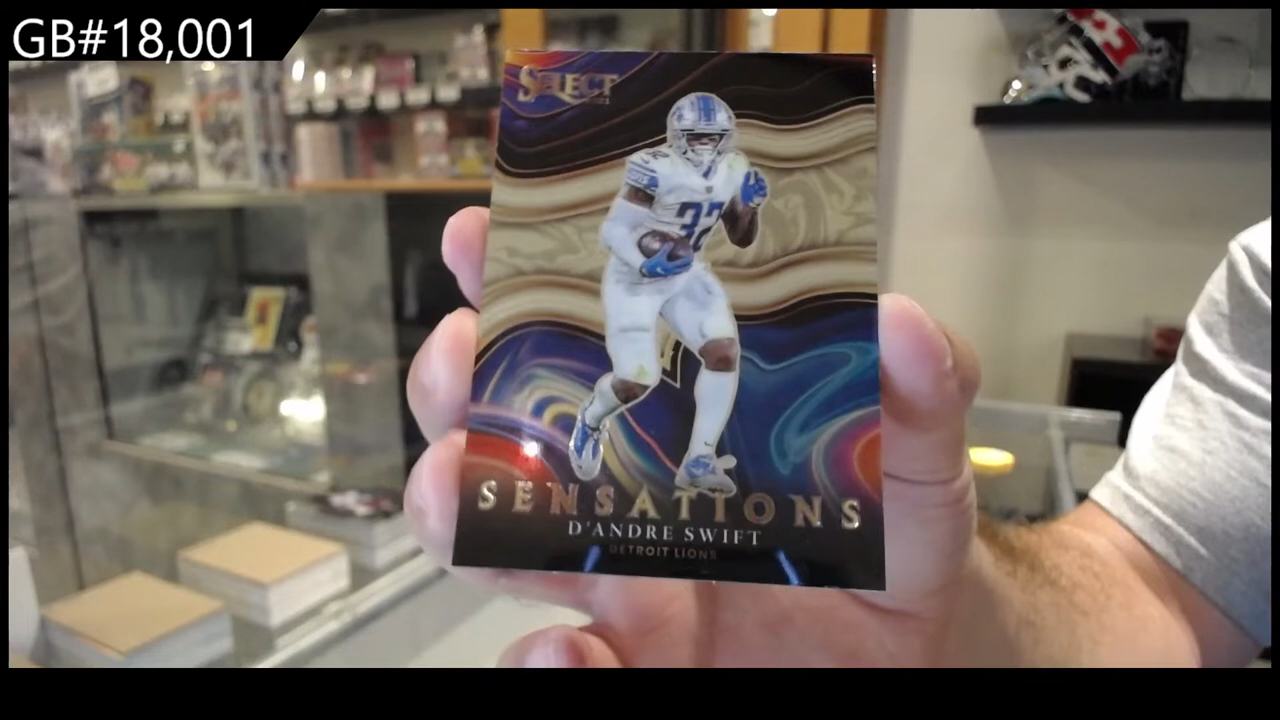 GB#18,001
SELECT
32
SENSATIONS
D'ANDRE SWIFT
DETROIT LIONS